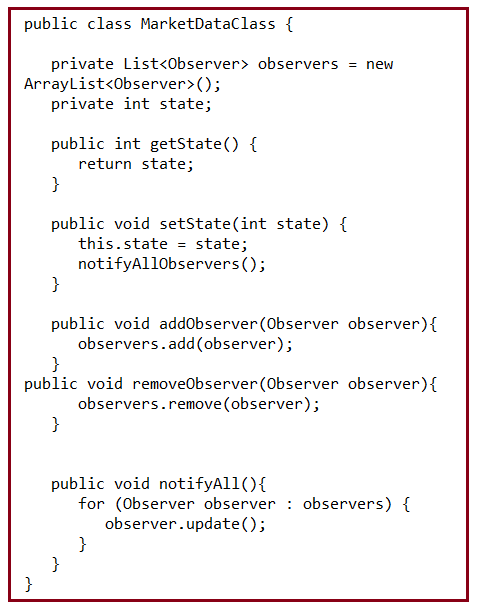 public class MarketDataClass {
private List<Observer> observers = new
ArrayList<Observer>();
private int state;
public int getState() {
return state;
}
public void setState(int state) {
this.state = state;
notifyAllObservers();
}
public void addObserver(Observer observer){
observers.add(observer);
}
public void removeObserver(Observer observer){
observers.remove(observer);
}
public void notifyAll(){
for (Observer observer : observers) {
observer.update();
}
}
}